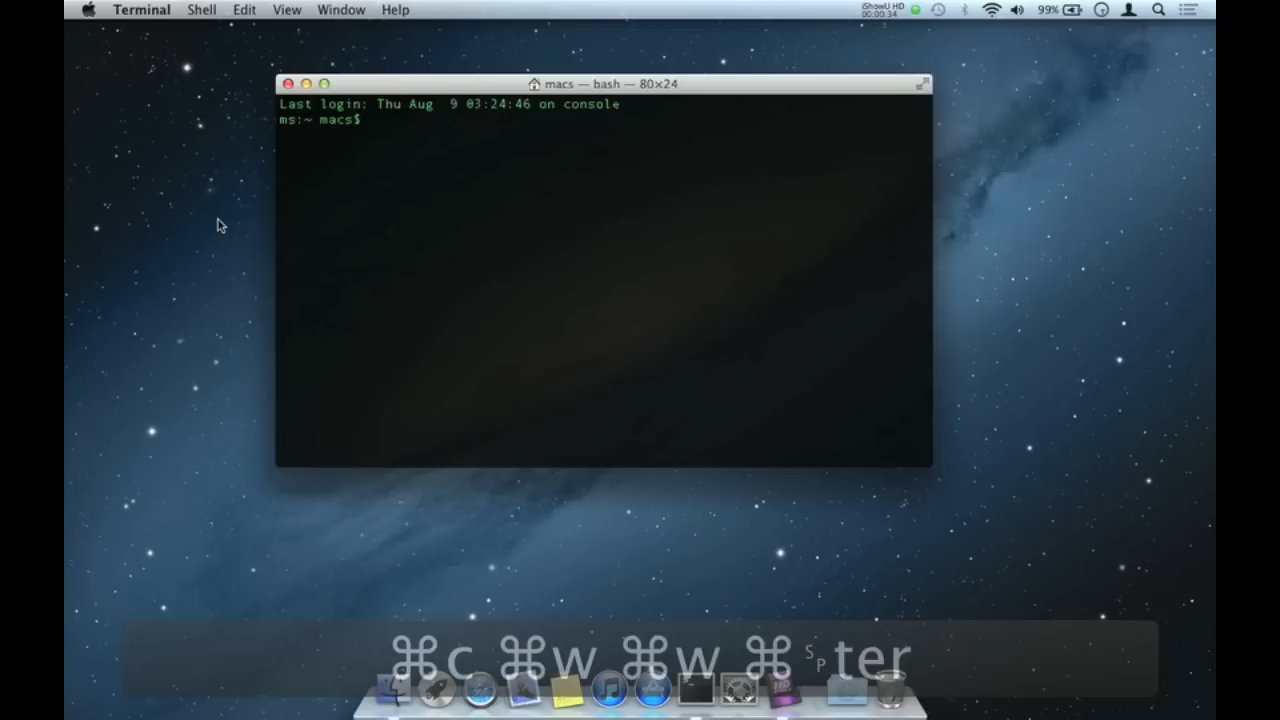 Terminal Shell Edit View Window Help iShowU HD 00:00:34 99%
macs — bash — 80×24
Last login: Thu Aug  9 03:24:46 on console
ms:~ macs$
⌘c ⌘w ⌘w ⌘SP ter